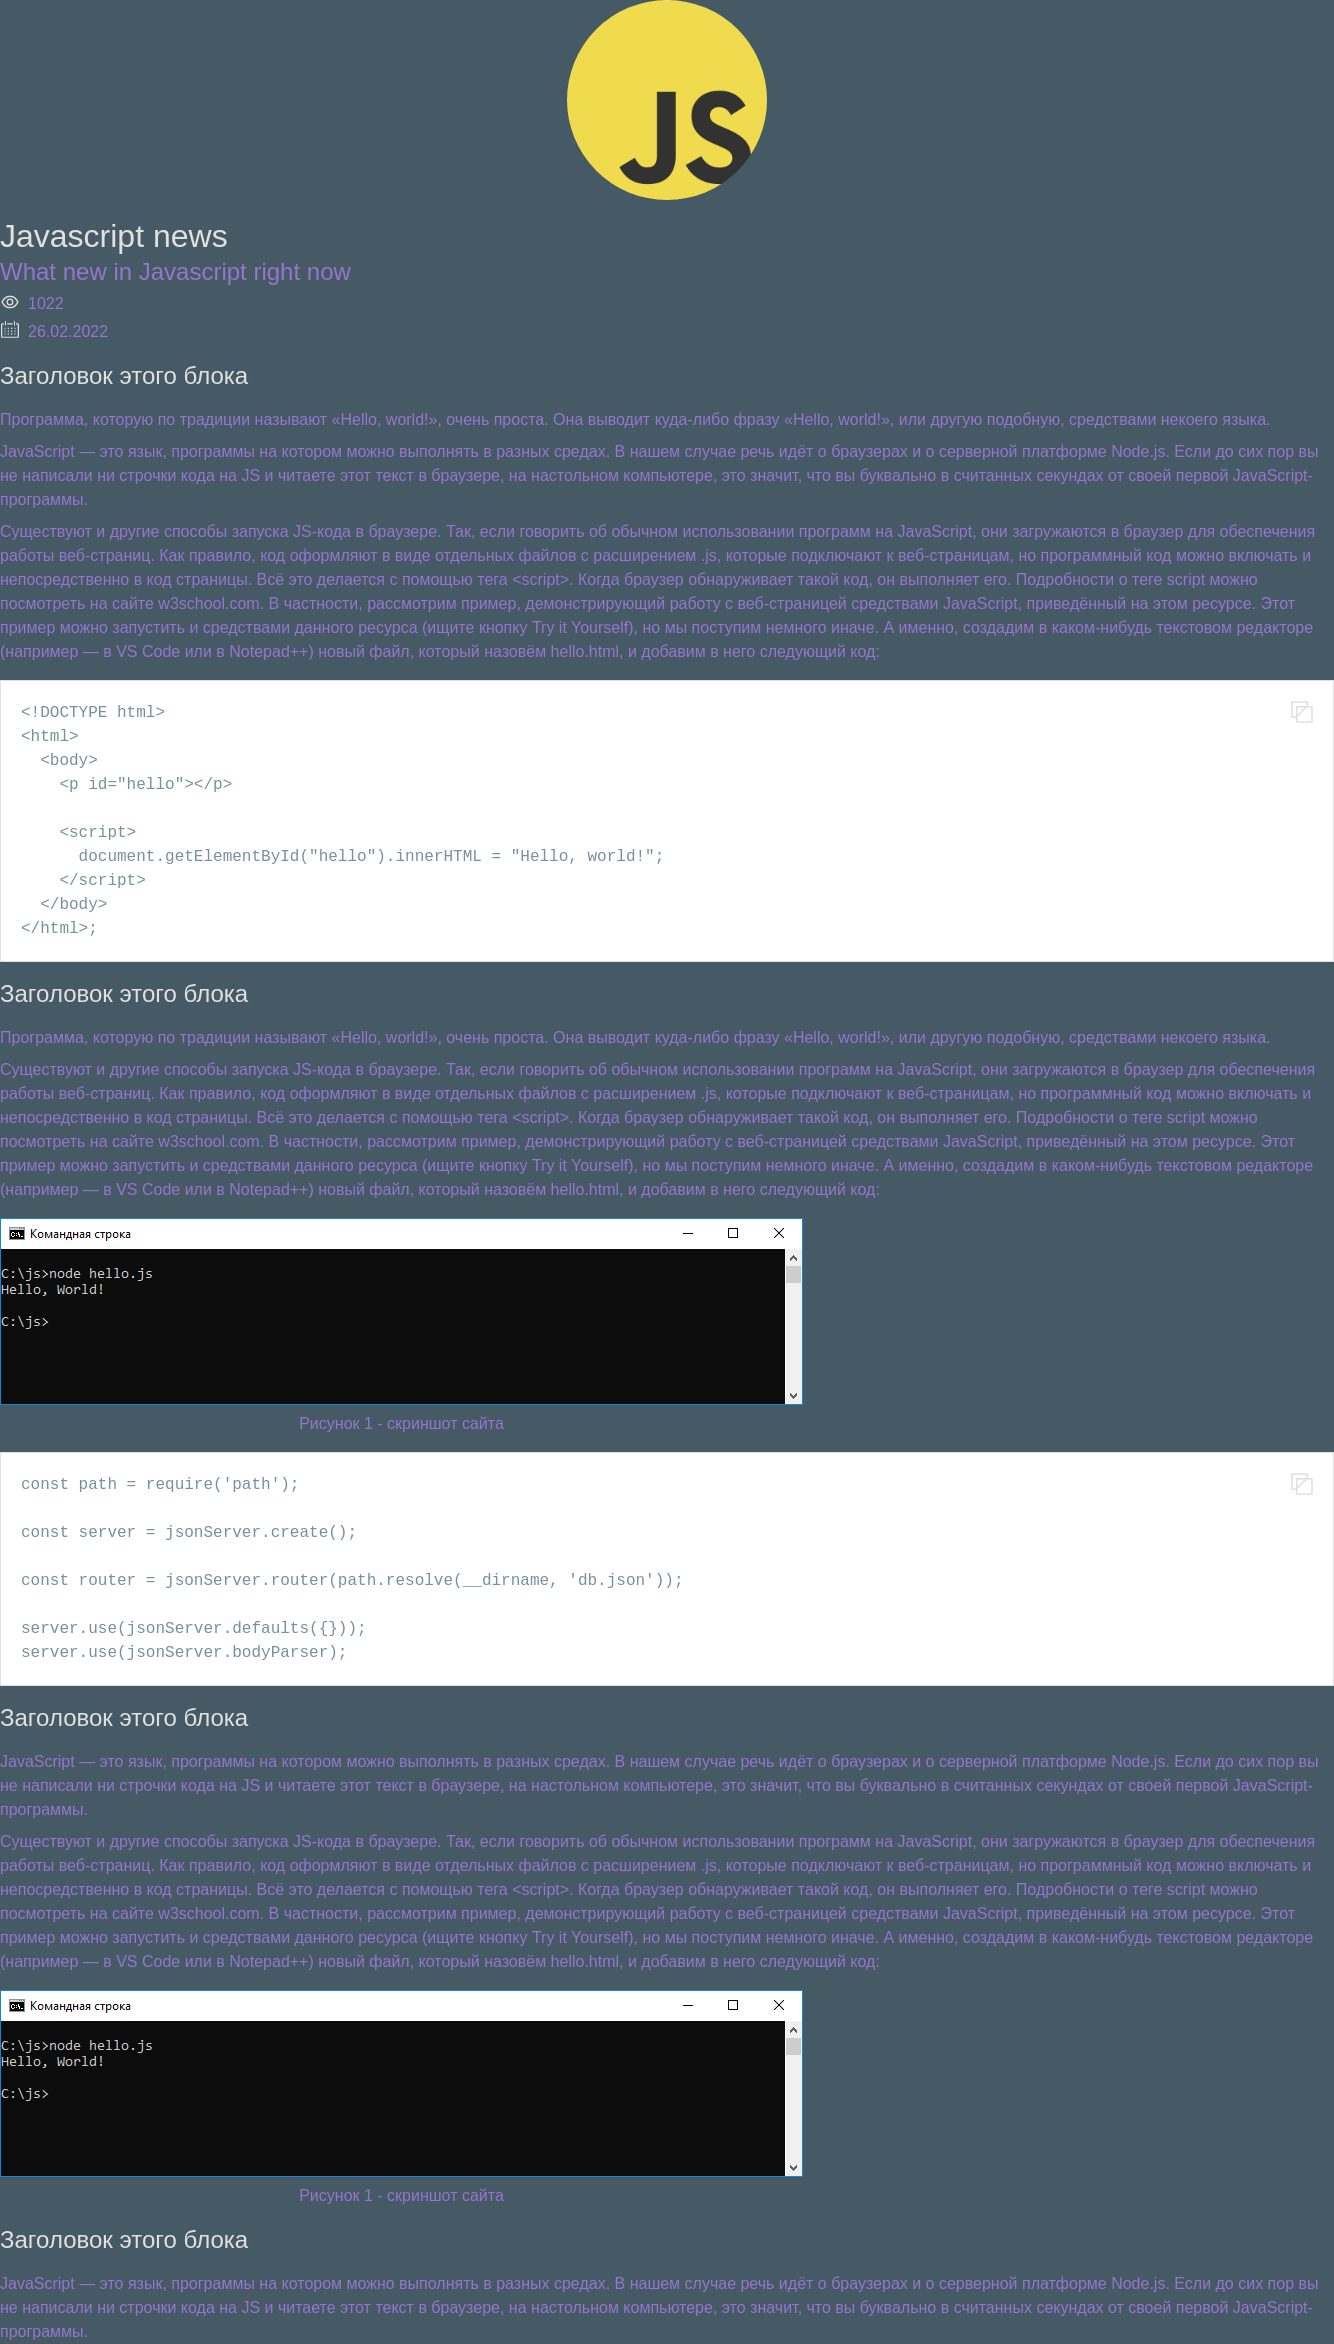 JS
Javascript news
What new in Javascript right now
1022
26.02.2022
Заголовок этого блока
Программа, которую по традиции называют «Hello, world!», очень проста. Она выводит куда-либо фразу «Hello, world!», или другую подобную, средствами некоего языка.
JavaScript — это язык, программы на котором можно выполнять в разных средах. В нашем случае речь идёт о браузерах и о серверной платформе Node.js. Если до сих пор вы
не написали ни строчки кода на JS и читаете этот текст в браузере, на настольном компьютере, это значит, что вы буквально в считанных секундах от своей первой JavaScript-
программы.
Существуют и другие способы запуска JS-кода в браузере. Так, если говорить об обычном использовании программ на JavaScript, они загружаются в браузер для обеспечения
работы веб-страниц. Как правило, код оформляют в виде отдельных файлов с расширением .js, которые подключают к веб-страницам, но программный код можно включать и
непосредственно в код страницы. Всё это делается с помощью тега <script>. Когда браузер обнаруживает такой код, он выполняет его. Подробности о теге script можно
посмотреть на сайте w3school.com. В частности, рассмотрим пример, демонстрирующий работу с веб-страницей средствами JavaScript, приведённый на этом ресурсе. Этот
пример можно запустить и средствами данного ресурса (ищите кнопку Try it Yourself), но мы поступим немного иначе. А именно, создадим в каком-нибудь текстовом редакторе
(например — в VS Code или в Notepad++) новый файл, который назовём hello.html, и добавим в него следующий код:
<!DOCTYPE html>
<html>
  <body>
    <p id="hello"></p>

    <script>
      document.getElementById("hello").innerHTML = "Hello, world!";
    </script>
  </body>
</html>;
Заголовок этого блока
Программа, которую по традиции называют «Hello, world!», очень проста. Она выводит куда-либо фразу «Hello, world!», или другую подобную, средствами некоего языка.
Существуют и другие способы запуска JS-кода в браузере. Так, если говорить об обычном использовании программ на JavaScript, они загружаются в браузер для обеспечения
работы веб-страниц. Как правило, код оформляют в виде отдельных файлов с расширением .js, которые подключают к веб-страницам, но программный код можно включать и
непосредственно в код страницы. Всё это делается с помощью тега <script>. Когда браузер обнаруживает такой код, он выполняет его. Подробности о теге script можно
посмотреть на сайте w3school.com. В частности, рассмотрим пример, демонстрирующий работу с веб-страницей средствами JavaScript, приведённый на этом ресурсе. Этот
пример можно запустить и средствами данного ресурса (ищите кнопку Try it Yourself), но мы поступим немного иначе. А именно, создадим в каком-нибудь текстовом редакторе
(например — в VS Code или в Notepad++) новый файл, который назовём hello.html, и добавим в него следующий код:
Командная строка
C:\js>node hello.js
Hello, World!
C:\js>
Рисунок 1 - скриншот сайта
const path = require('path');

const server = jsonServer.create();

const router = jsonServer.router(path.resolve(__dirname, 'db.json'));

server.use(jsonServer.defaults({}));
server.use(jsonServer.bodyParser);
Заголовок этого блока
JavaScript — это язык, программы на котором можно выполнять в разных средах. В нашем случае речь идёт о браузерах и о серверной платформе Node.js. Если до сих пор вы
не написали ни строчки кода на JS и читаете этот текст в браузере, на настольном компьютере, это значит, что вы буквально в считанных секундах от своей первой JavaScript-
программы.
Существуют и другие способы запуска JS-кода в браузере. Так, если говорить об обычном использовании программ на JavaScript, они загружаются в браузер для обеспечения
работы веб-страниц. Как правило, код оформляют в виде отдельных файлов с расширением .js, которые подключают к веб-страницам, но программный код можно включать и
непосредственно в код страницы. Всё это делается с помощью тега <script>. Когда браузер обнаруживает такой код, он выполняет его. Подробности о теге script можно
посмотреть на сайте w3school.com. В частности, рассмотрим пример, демонстрирующий работу с веб-страницей средствами JavaScript, приведённый на этом ресурсе. Этот
пример можно запустить и средствами данного ресурса (ищите кнопку Try it Yourself), но мы поступим немного иначе. А именно, создадим в каком-нибудь текстовом редакторе
(например — в VS Code или в Notepad++) новый файл, который назовём hello.html, и добавим в него следующий код:
Командная строка
C:\js>node hello.js
Hello, World!
C:\js>
Рисунок 1 - скриншот сайта
Заголовок этого блока
JavaScript — это язык, программы на котором можно выполнять в разных средах. В нашем случае речь идёт о браузерах и о серверной платформе Node.js. Если до сих пор вы
не написали ни строчки кода на JS и читаете этот текст в браузере, на настольном компьютере, это значит, что вы буквально в считанных секундах от своей первой JavaScript-
программы.